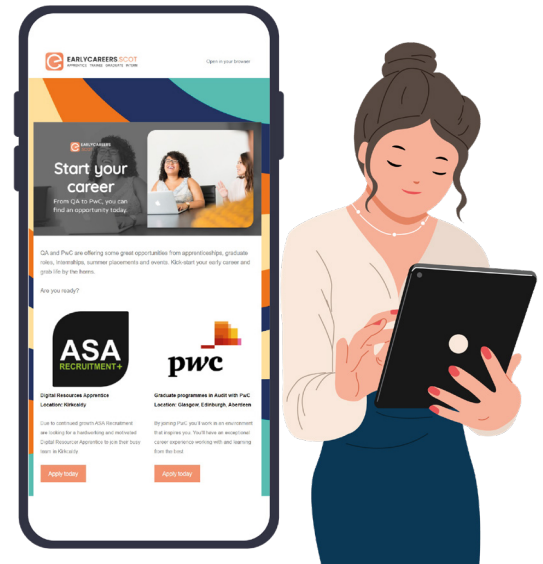 EARLYCAREERS.SCOT
APPRENTICE TRAINEE GRADUATE INTERN
Open in your browser
EARLYCAREERS
Start your
career
From QA to PwC, you can
find an opportunity today.
QA and PwC are offering some great opportunities from apprenticeships, graduate
roles, internships, summer placements and events. Kick-start your early career and
grab life by the horns.
Are you ready?
ASA
RECRUITMENT+
Digital Resources Apprentice
Location: Kirkcaldy
Due to continued growth ASA Recruitment
are looking for a hardworking and motivated
Digital Resources Apprentice to join their busy
team in Kirkcaldy
Apply today
pwc
Graduate programmes in Audit with PwC
Location: Glasgow, Edinburgh, Aberdeen
By joining PwC, you'll work in an environment
that inspires you. You'll have an exceptional
career experience working with and learning
from the best
Apply today